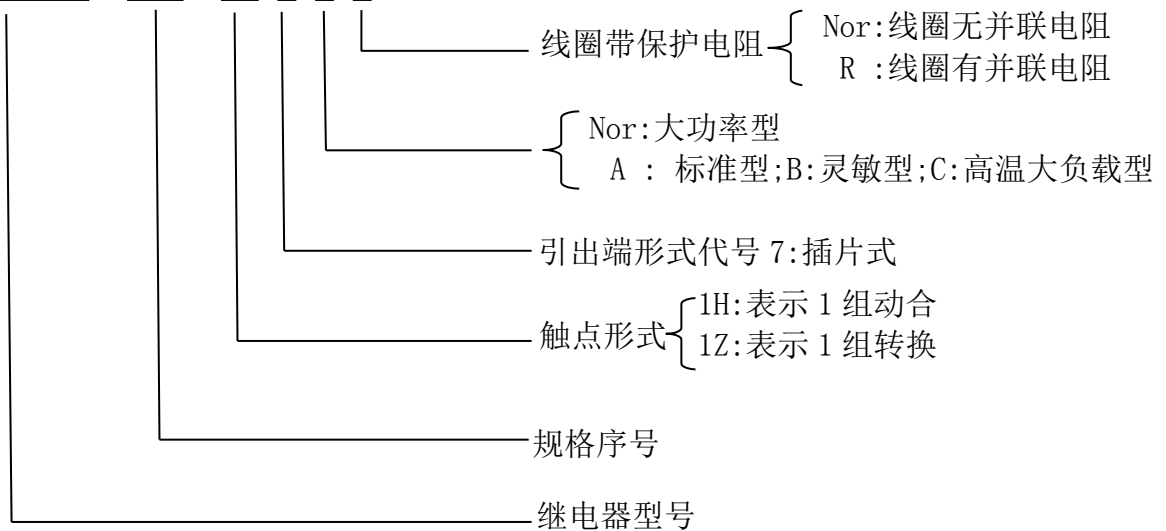 线圈带保护电阻
Nor:线圈无并联电阻
R :线圈有并联电阻
Nor:大功率型
A : 标准型;B:灵敏型;C:高温大负载型
引出端形式代号 7:插片式
触点形式
1H:表示 1 组动合
1Z:表示 1 组转换
规格序号
继电器型号